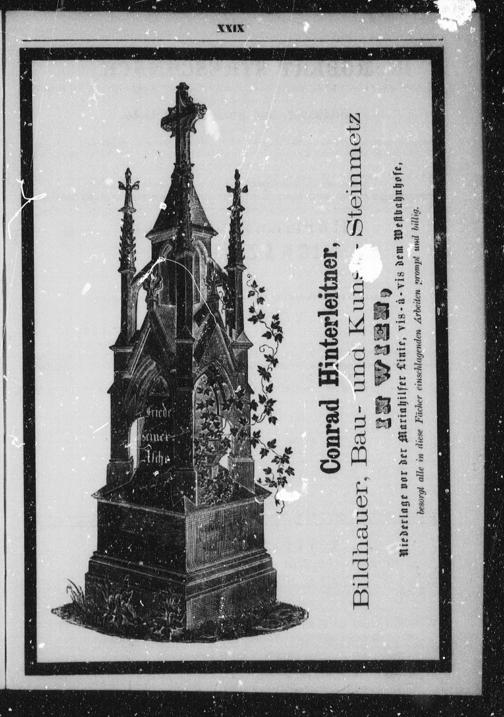 XXIX
Friede
seiner
Asche
Conrad Hinterleitner,
Bildhauer, Bau- und Kunst-Steinmetz
IN WIEN,
Niederlage vor der Mariahilfer Linie, vis-à-vis dem Westbahnhofe,
besorgt alle in diese Fächer einschlagenden Arbeiten prompt und billig.